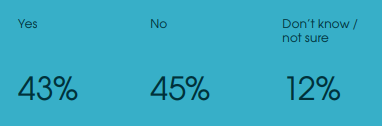 Yes
No
Don't know /
not sure
43%
45%
12%